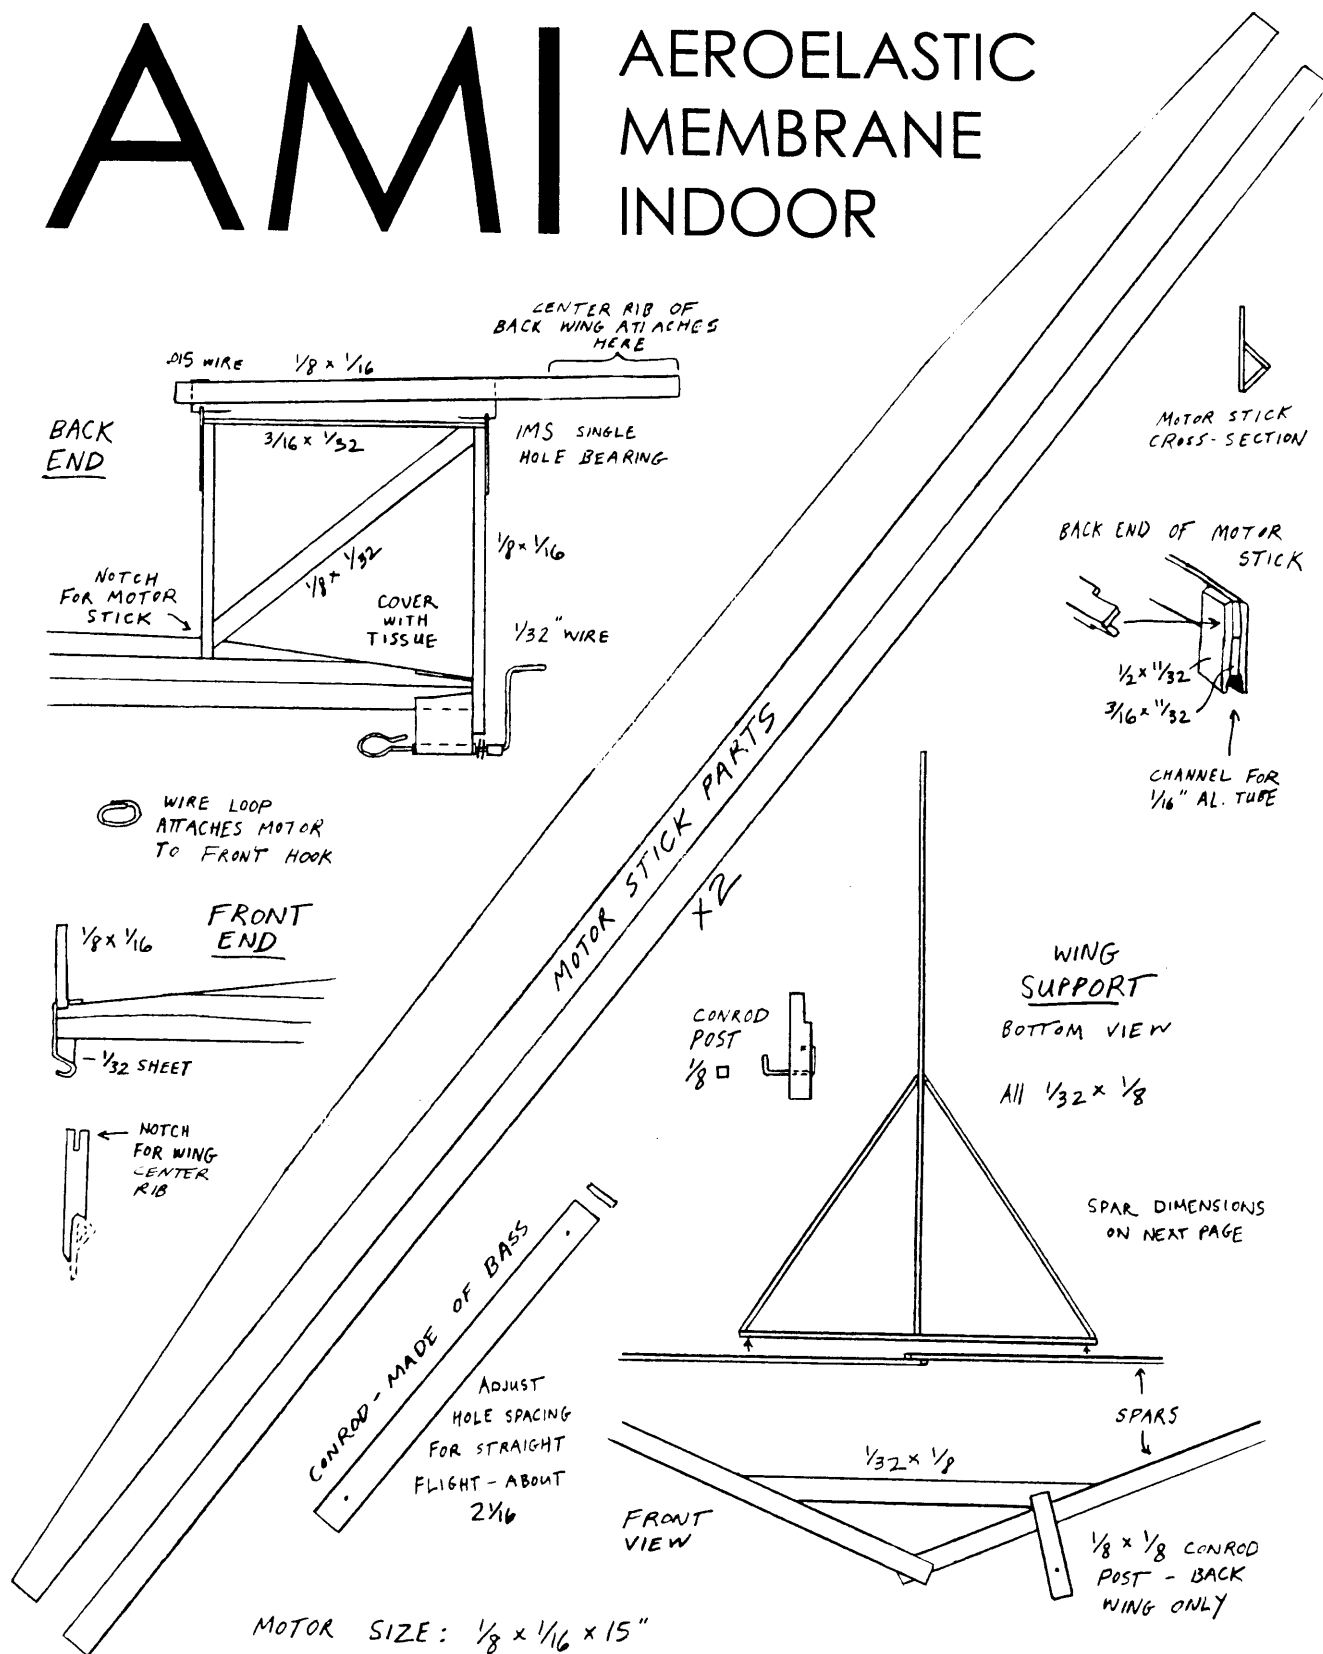 AMI
AEROELASTIC
MEMBRANE
INDOOR
CENTER RIB OF
BACK WING ATTACHES
HERE
.015 WIRE
1/8 x 1/16
BACK
END
3/16 x 1/32
IMS SINGLE
HOLE BEARING
1/8 x 1/32
1/8 x 1/16
NOTCH
FOR MOTOR
STICK
COVER
WITH
TISSUE
1/32" WIRE
MOTOR STICK
CROSS-SECTION
BACK END OF MOTOR
STICK
1/2 x 11/32
3/16 x 11/32
CHANNEL FOR
1/16" AL. TUBE
WIRE LOOP
ATTACHES MOTOR
TO FRONT HOOK
MOTOR STICK PARTS
x2
FRONT
END
1/8 x 1/16
- 1/32 SHEET
NOTCH
FOR WING
CENTER
RIB
CONROD
POST
1/8 □
WING
SUPPORT
BOTTOM VIEW
All 1/32 x 1/8
SPAR DIMENSIONS
ON NEXT PAGE
CONROD - MADE OF BASS
ADJUST
HOLE SPACING
FOR STRAIGHT
FLIGHT - ABOUT
2 1/16
SPARS
1/32 x 1/8
FRONT
VIEW
1/8 x 1/8 CONROD
POST - BACK
WING ONLY
MOTOR SIZE: 1/8 x 1/16 x 15"